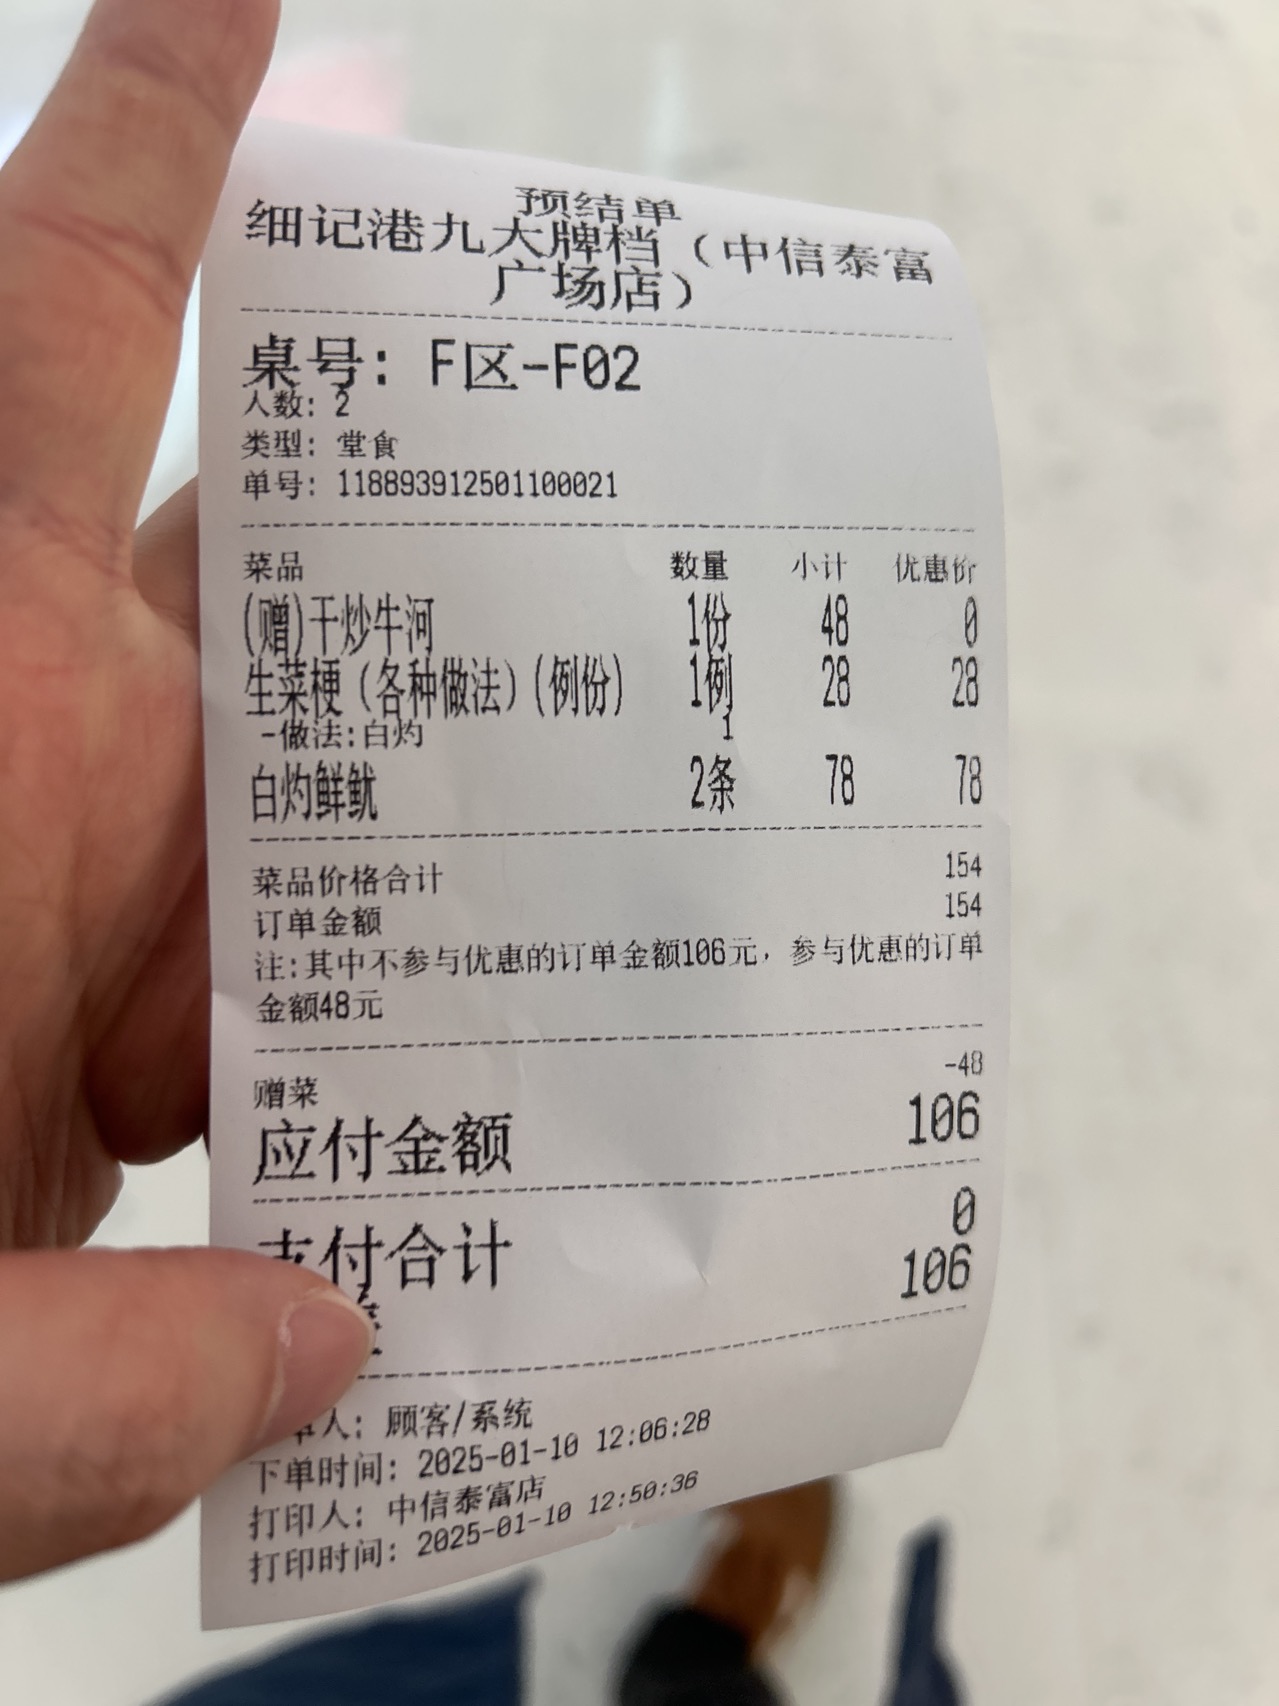 预结单
细记港九大牌档（中信泰富
广场店）
桌号：F区-F02
人数：2
类型：堂食
单号：118893912501100021
菜品 数量 小计 优惠价
(赠)干炒牛河 1份 48 0
生菜梗（各种做法）(例份) 1例 28 28
-做法:白灼 1
白灼鲜鱿 2条 78 78
菜品价格合计 154
订单金额 154
注:其中不参与优惠的订单金额106元，参与优惠的订单
金额48元
赠菜 -48
应付金额 106
支付合计 0
106
人：顾客/系统
下单时间：2025-01-10 12:06:28
打印人：中信泰富店
打印时间：2025-01-10 12:50:36